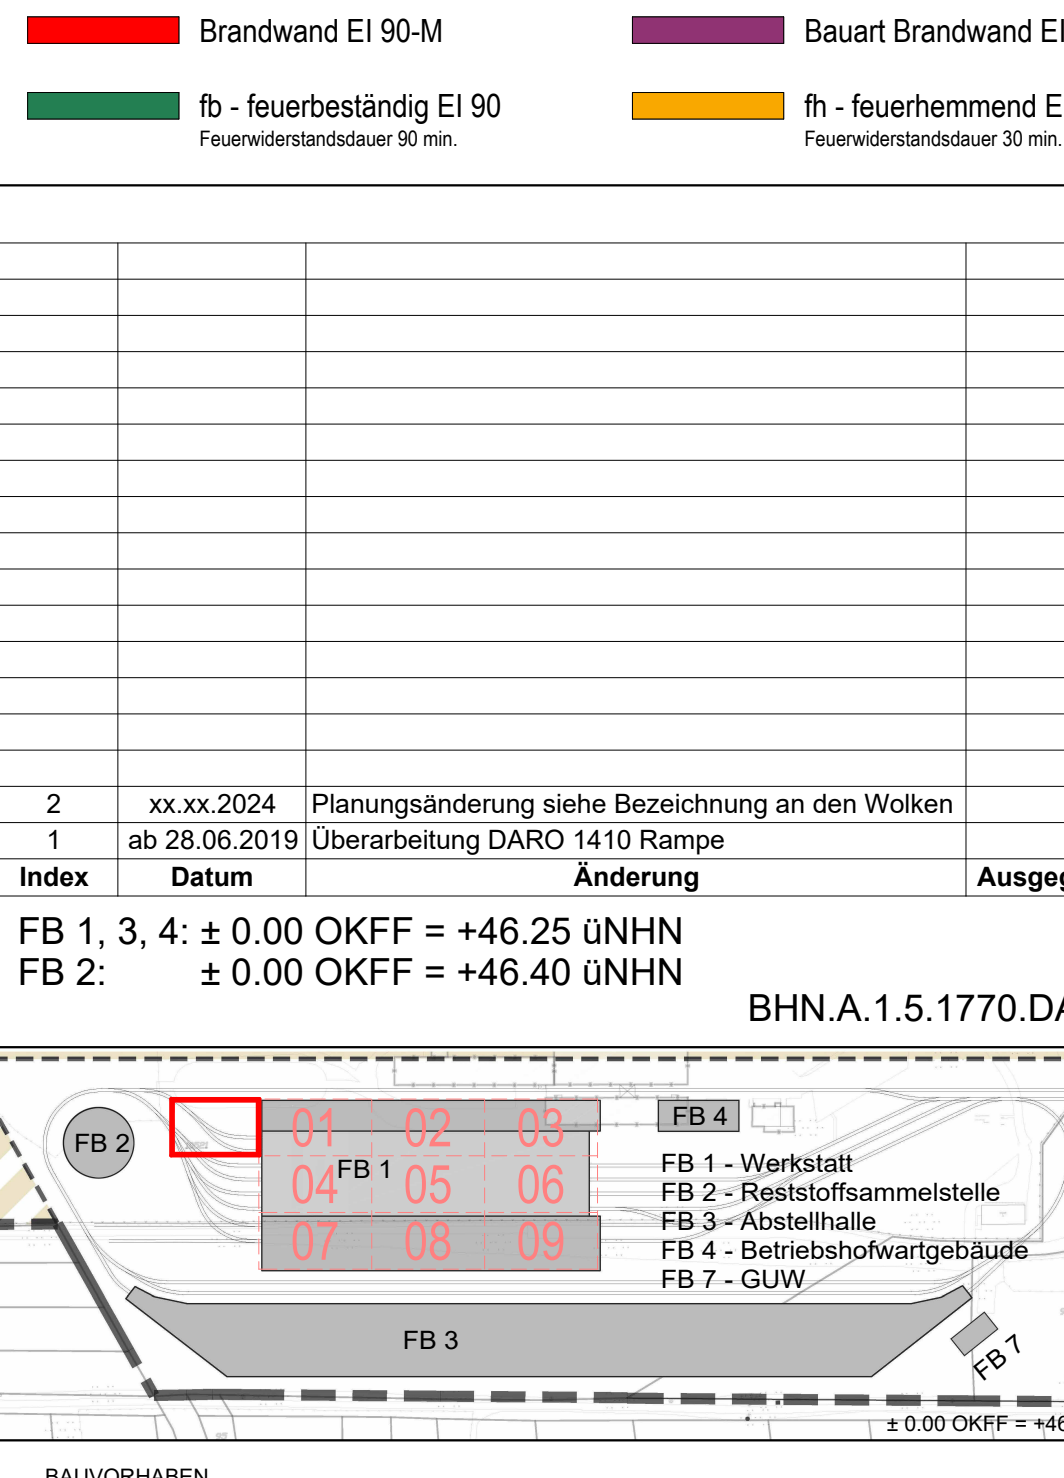 Brandwand EI 90-M
Bauart Brandwand EI
fb - feuerbeständig EI 90
Feuerwiderstandsdauer 90 min.
fh - feuerhemmend E
Feuerwiderstandsdauer 30 min.
2 xx.xx.2024 Planungsänderung siehe Bezeichnung an den Wolken
1 ab 28.06.2019 Überarbeitung DARO 1410 Rampe
Index Datum Änderung Ausgeg
FB 1, 3, 4: ± 0.00 OKFF = +46.25 üNHN
FB 2: ± 0.00 OKFF = +46.40 üNHN
BHN.A.1.5.1770.DA
FB 2
01 02 03
04 05 06
07 08 09
FB 1
FB 4
FB 1 - Werkstatt
FB 2 - Reststoffsammelstelle
FB 3 - Abstellhalle
FB 4 - Betriebshofwartgebäude
FB 7 - GUW
FB 3
FB 7
± 0.00 OKFF = +46
BAUVORHABEN